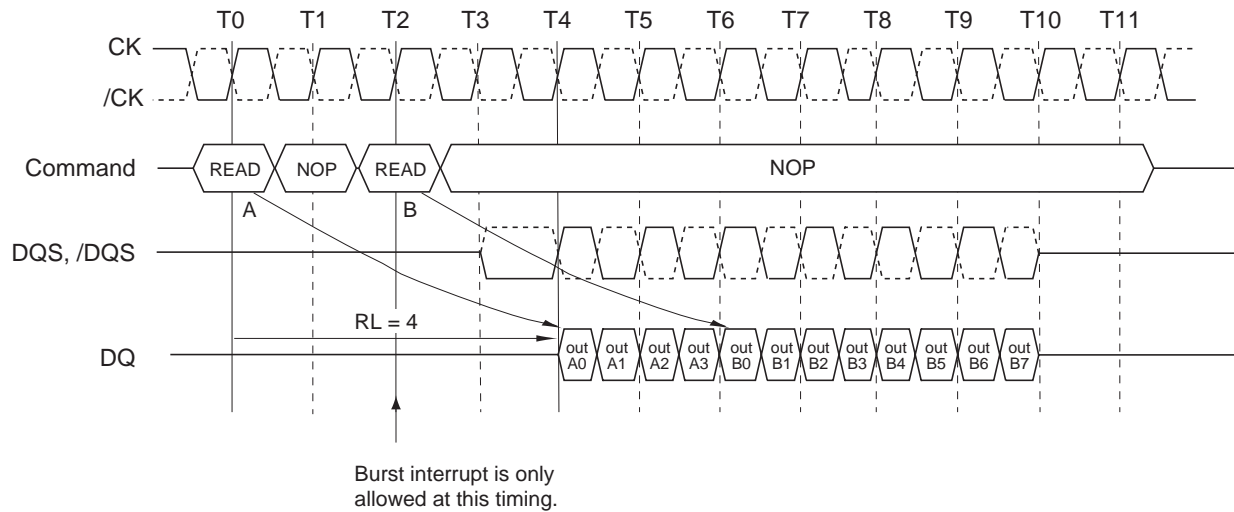 T0 T1 T2 T3 T4 T5 T6 T7 T8 T9 T10 T11
CK
/CK
Command READ NOP READ NOP
A B
DQS, /DQS
RL = 4
DQ
out out out out out out out out out out out out
A0 A1 A2 A3 B0 B1 B2 B3 B4 B5 B6 B7
Burst interrupt is only
allowed at this timing.